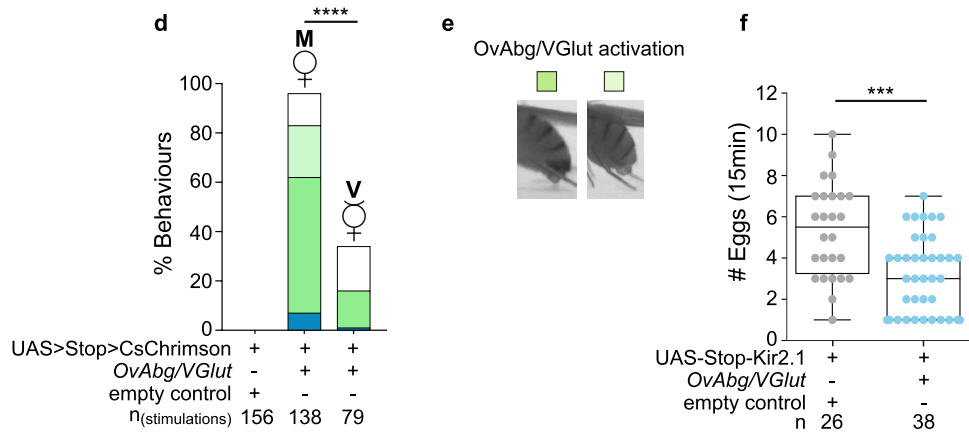 d
****
M
V
% Behaviours
100
80
60
40
20
0
UAS>Stop>CsChrimson + + +
OvAbg/VGlut - + +
empty control + - -
n(stimulations) 156 138 79
e
OvAbg/VGlut activation
f
***
# Eggs (15min)
12
10
8
6
4
2
0
UAS-Stop-Kir2.1 + +
OvAbg/VGlut - +
empty control + -
n 26 38